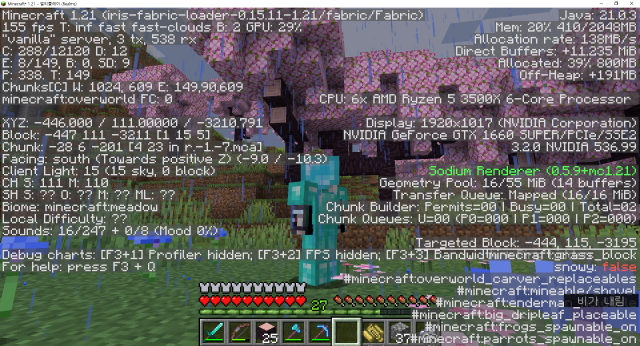 Minecraft 1.21 (iris-fabric-loader-0.15.11-1.21/fabric/Fabric)
155 fps T: inf fast fast-clouds B: 2 GPU: 29%
"vanilla" server, 3 tx, 538 rx
C: 288/12120 D: 12
E: 8/149, B: 0, SD: 9
P: 338. T: 149
Chunks[C] W: 1024, 609 E: 149,90,609
minecraft:overworld FC: 0
XYZ: -446.000 / 111.00000 / -3210.791
Block: -447 111 -3211 [1 15 5]
Chunk: -28 6 -201 [4 23 in r.-1.-7.mca]
Facing: south (Towards positive Z) (-9.0 / -10.3)
Client Light: 15 (15 sky, 0 block)
CH S: 111 M: 110
SH S: ?? O: ?? M: ?? ML: ??
Biome: minecraft:meadow
Local Difficulty: ??
Sounds: 16/247 + 0/8 (Mood 0%)
Debug charts: [F3+1] Profiler hidden; [F3+2] FPS hidden; [F3+3] Bandwi
For help: press F3 + Q
Java: 21.0.3
Mem: 20% 410/2048MB
Allocation rate: 138MB/s
Direct Buffers: +11.235 MiB
Allocated: 39% 800MB
Off-Heap: +191MB
CPU: 6x AMD Ryzen 5 3500X 6-Core Processor
Display: 1920x1017 (NVIDIA Corporation)
NVIDIA GeForce GTX 1660 SUPER/PCIe/SSE2
3.2.0 NVIDIA 536.99
Sodium Renderer (0.5.9+mc1.21)
Geometry Pool: 16/55 MiB (14 buffers)
Transfer Queue: Mapped (16/16 MiB)
Chunk Builder: Permits=00 | Busy=00 | Total=02
Chunk Queues: U=00 (P0=000 | P1=000 | P2=000)
Targeted Block: -444, 115, -3195
minecraft:grass_block
snowy: false
#minecraft:overworld_carver_replaceables
#minecraft:mineable/shovel
#minecraft:enderma
비가 내림
#minecraft:big_dripleaf_placeable
#minecraft:frogs_spawnable_on
#minecraft:parrots_spawnable_on
27
25
37